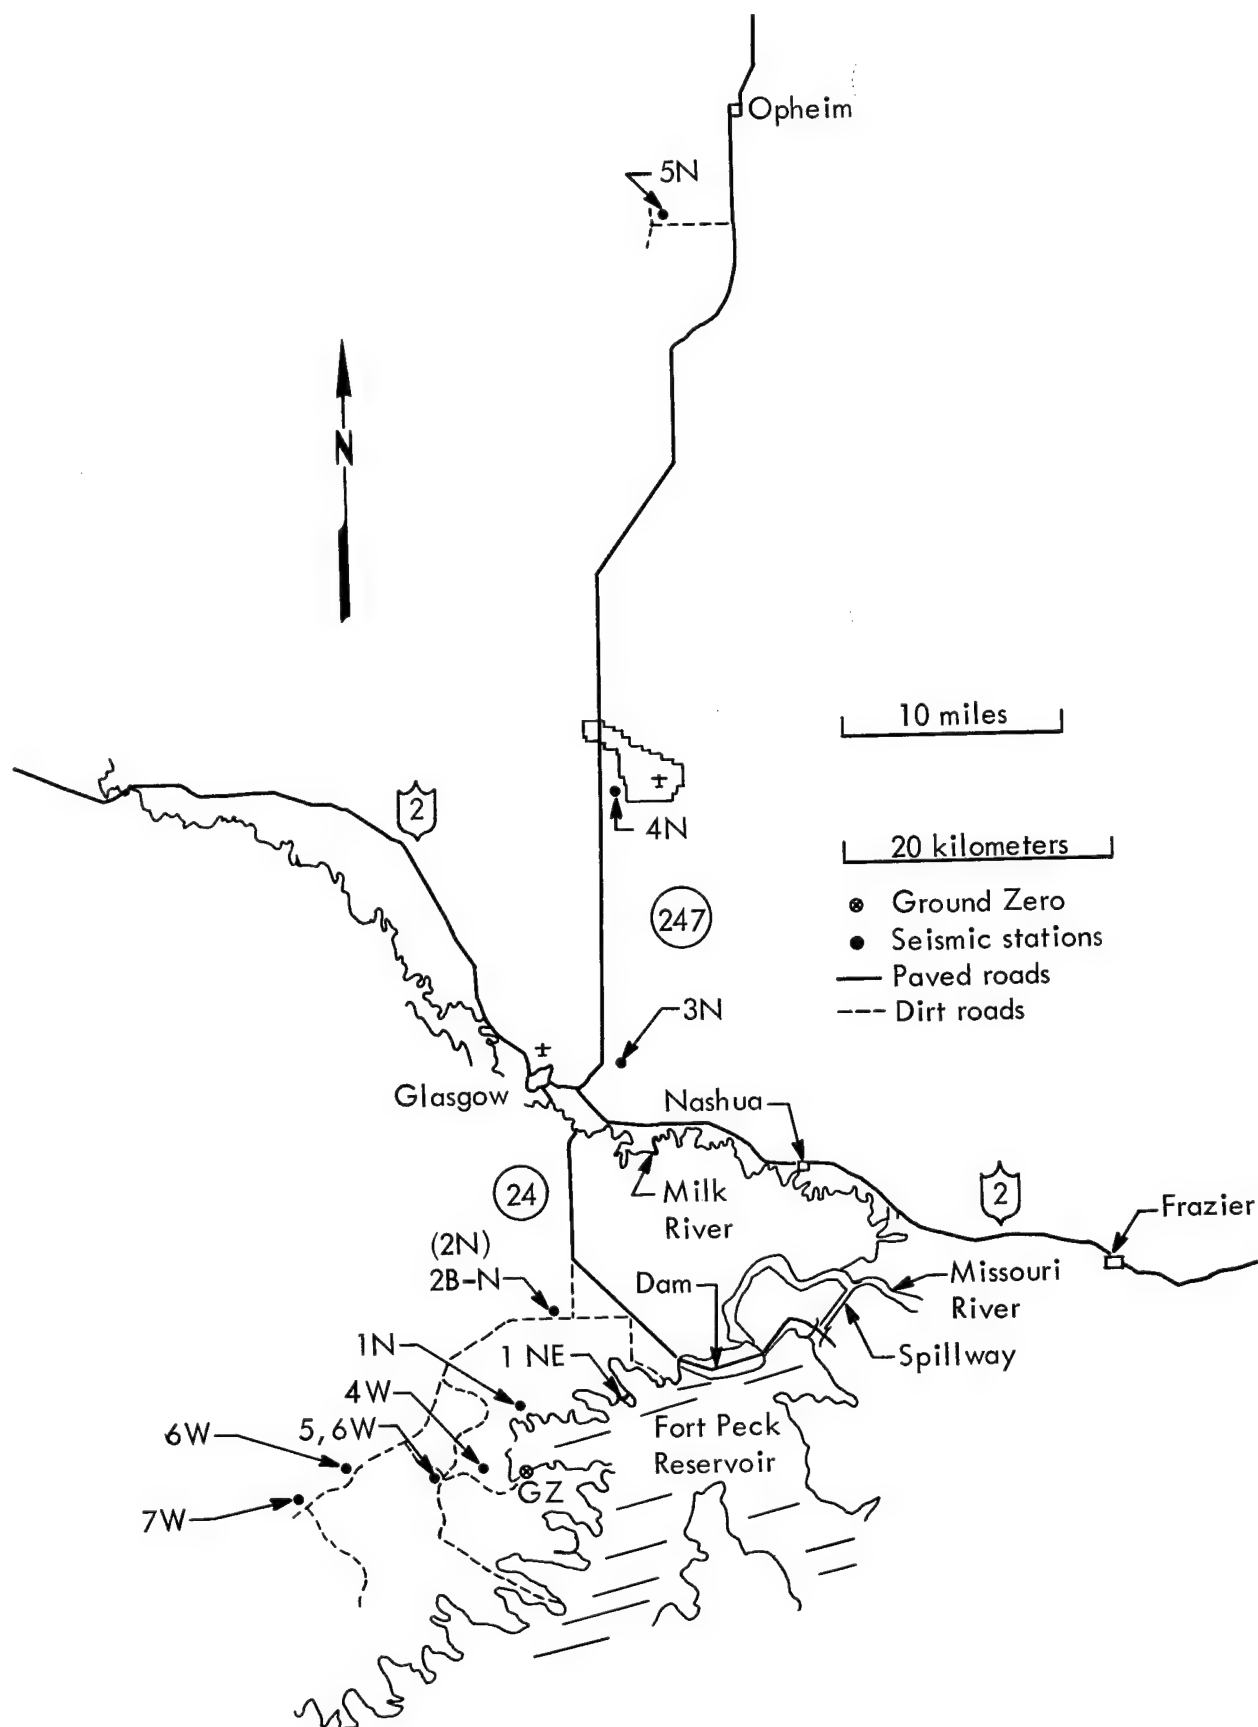 Opheim
5N
N
10 miles
2
4N
20 kilometers
Ground Zero
247
Seismic stations
Paved roads
Dirt roads
3N
Glasgow
Nashua
24
Milk
River
2
Frazier
(2N)
2B-N
Dam
Missouri
River
1N
1 NE
Spillway
4W
5, 6W
6W
Fort Peck
Reservoir
GZ
7W